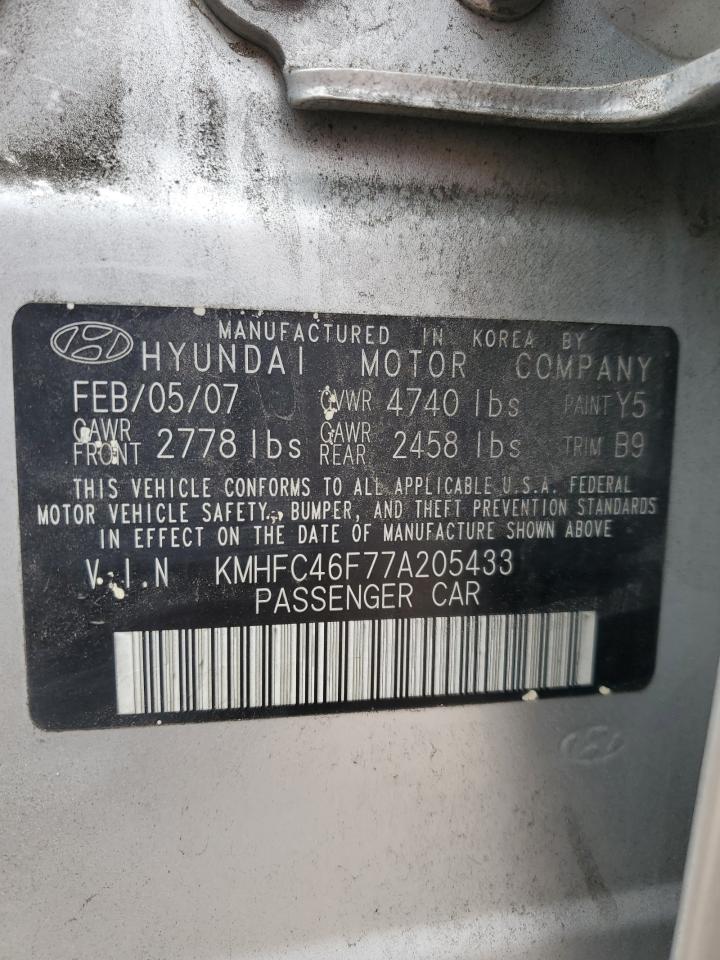 MANUFACTURED IN KOREA BY
HYUNDAI MOTOR COMPANY
FEB/05/07 GVWR 4740 lbs PAINT Y5
GAWR FRONT 2778 lbs GAWR REAR 2458 lbs TRIM B9
THIS VEHICLE CONFORMS TO ALL APPLICABLE U.S.A. FEDERAL
MOTOR VEHICLE SAFETY, BUMPER, AND THEFT PREVENTION STANDARDS
IN EFFECT ON THE DATE OF MANUFACTURE SHOWN ABOVE
V.I.N KMHFC46F77A205433
PASSENGER CAR